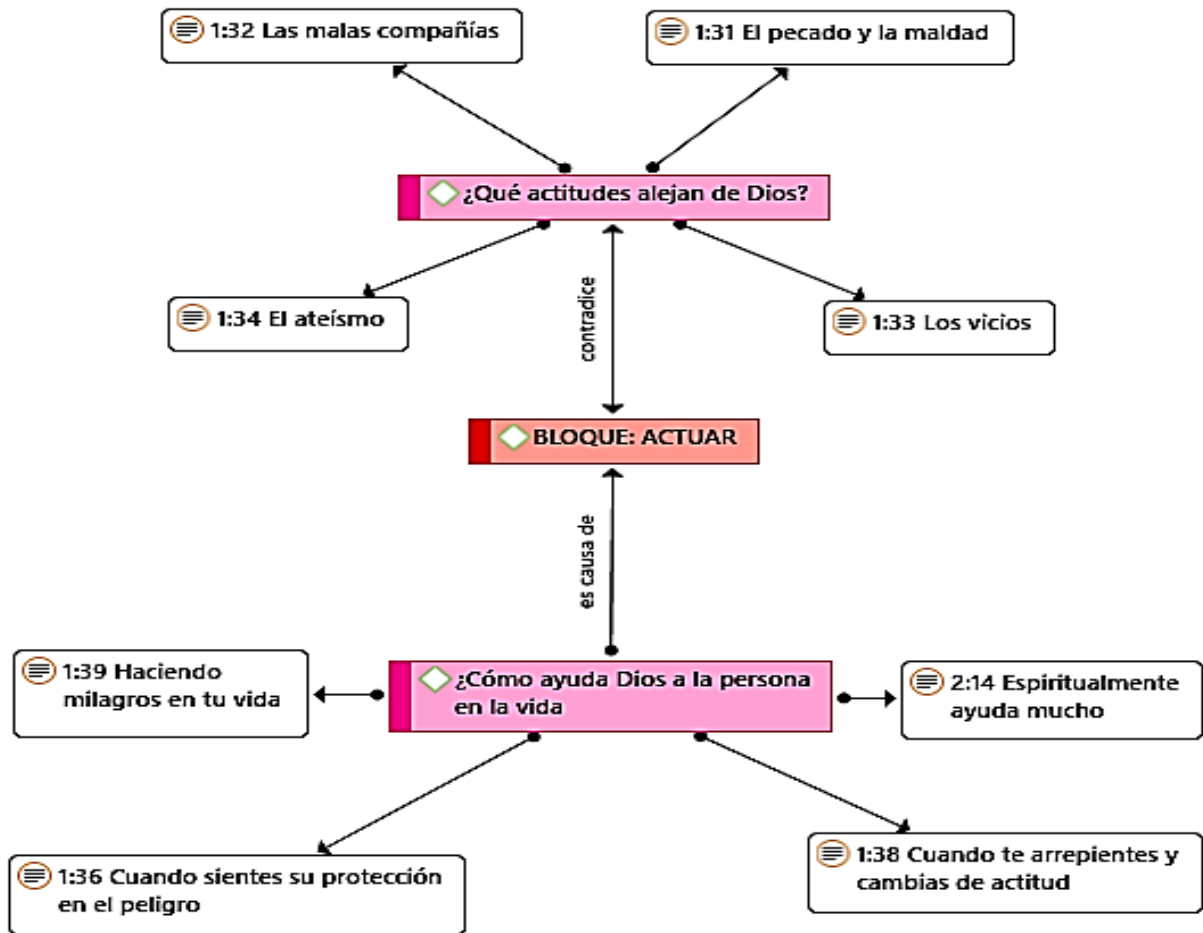 1:32 Las malas compañías
1:31 El pecado y la maldad
¿Qué actitudes alejan de Dios?
1:34 El ateísmo
1:33 Los vicios
contradice
BLOQUE: ACTUAR
es causa de
1:39 Haciendo
milagros en tu vida
¿Cómo ayuda Dios a la persona
en la vida
2:14 Espiritualmente
ayuda mucho
1:36 Cuando sientes su protección
en el peligro
1:38 Cuando te arrepientes y
cambias de actitud